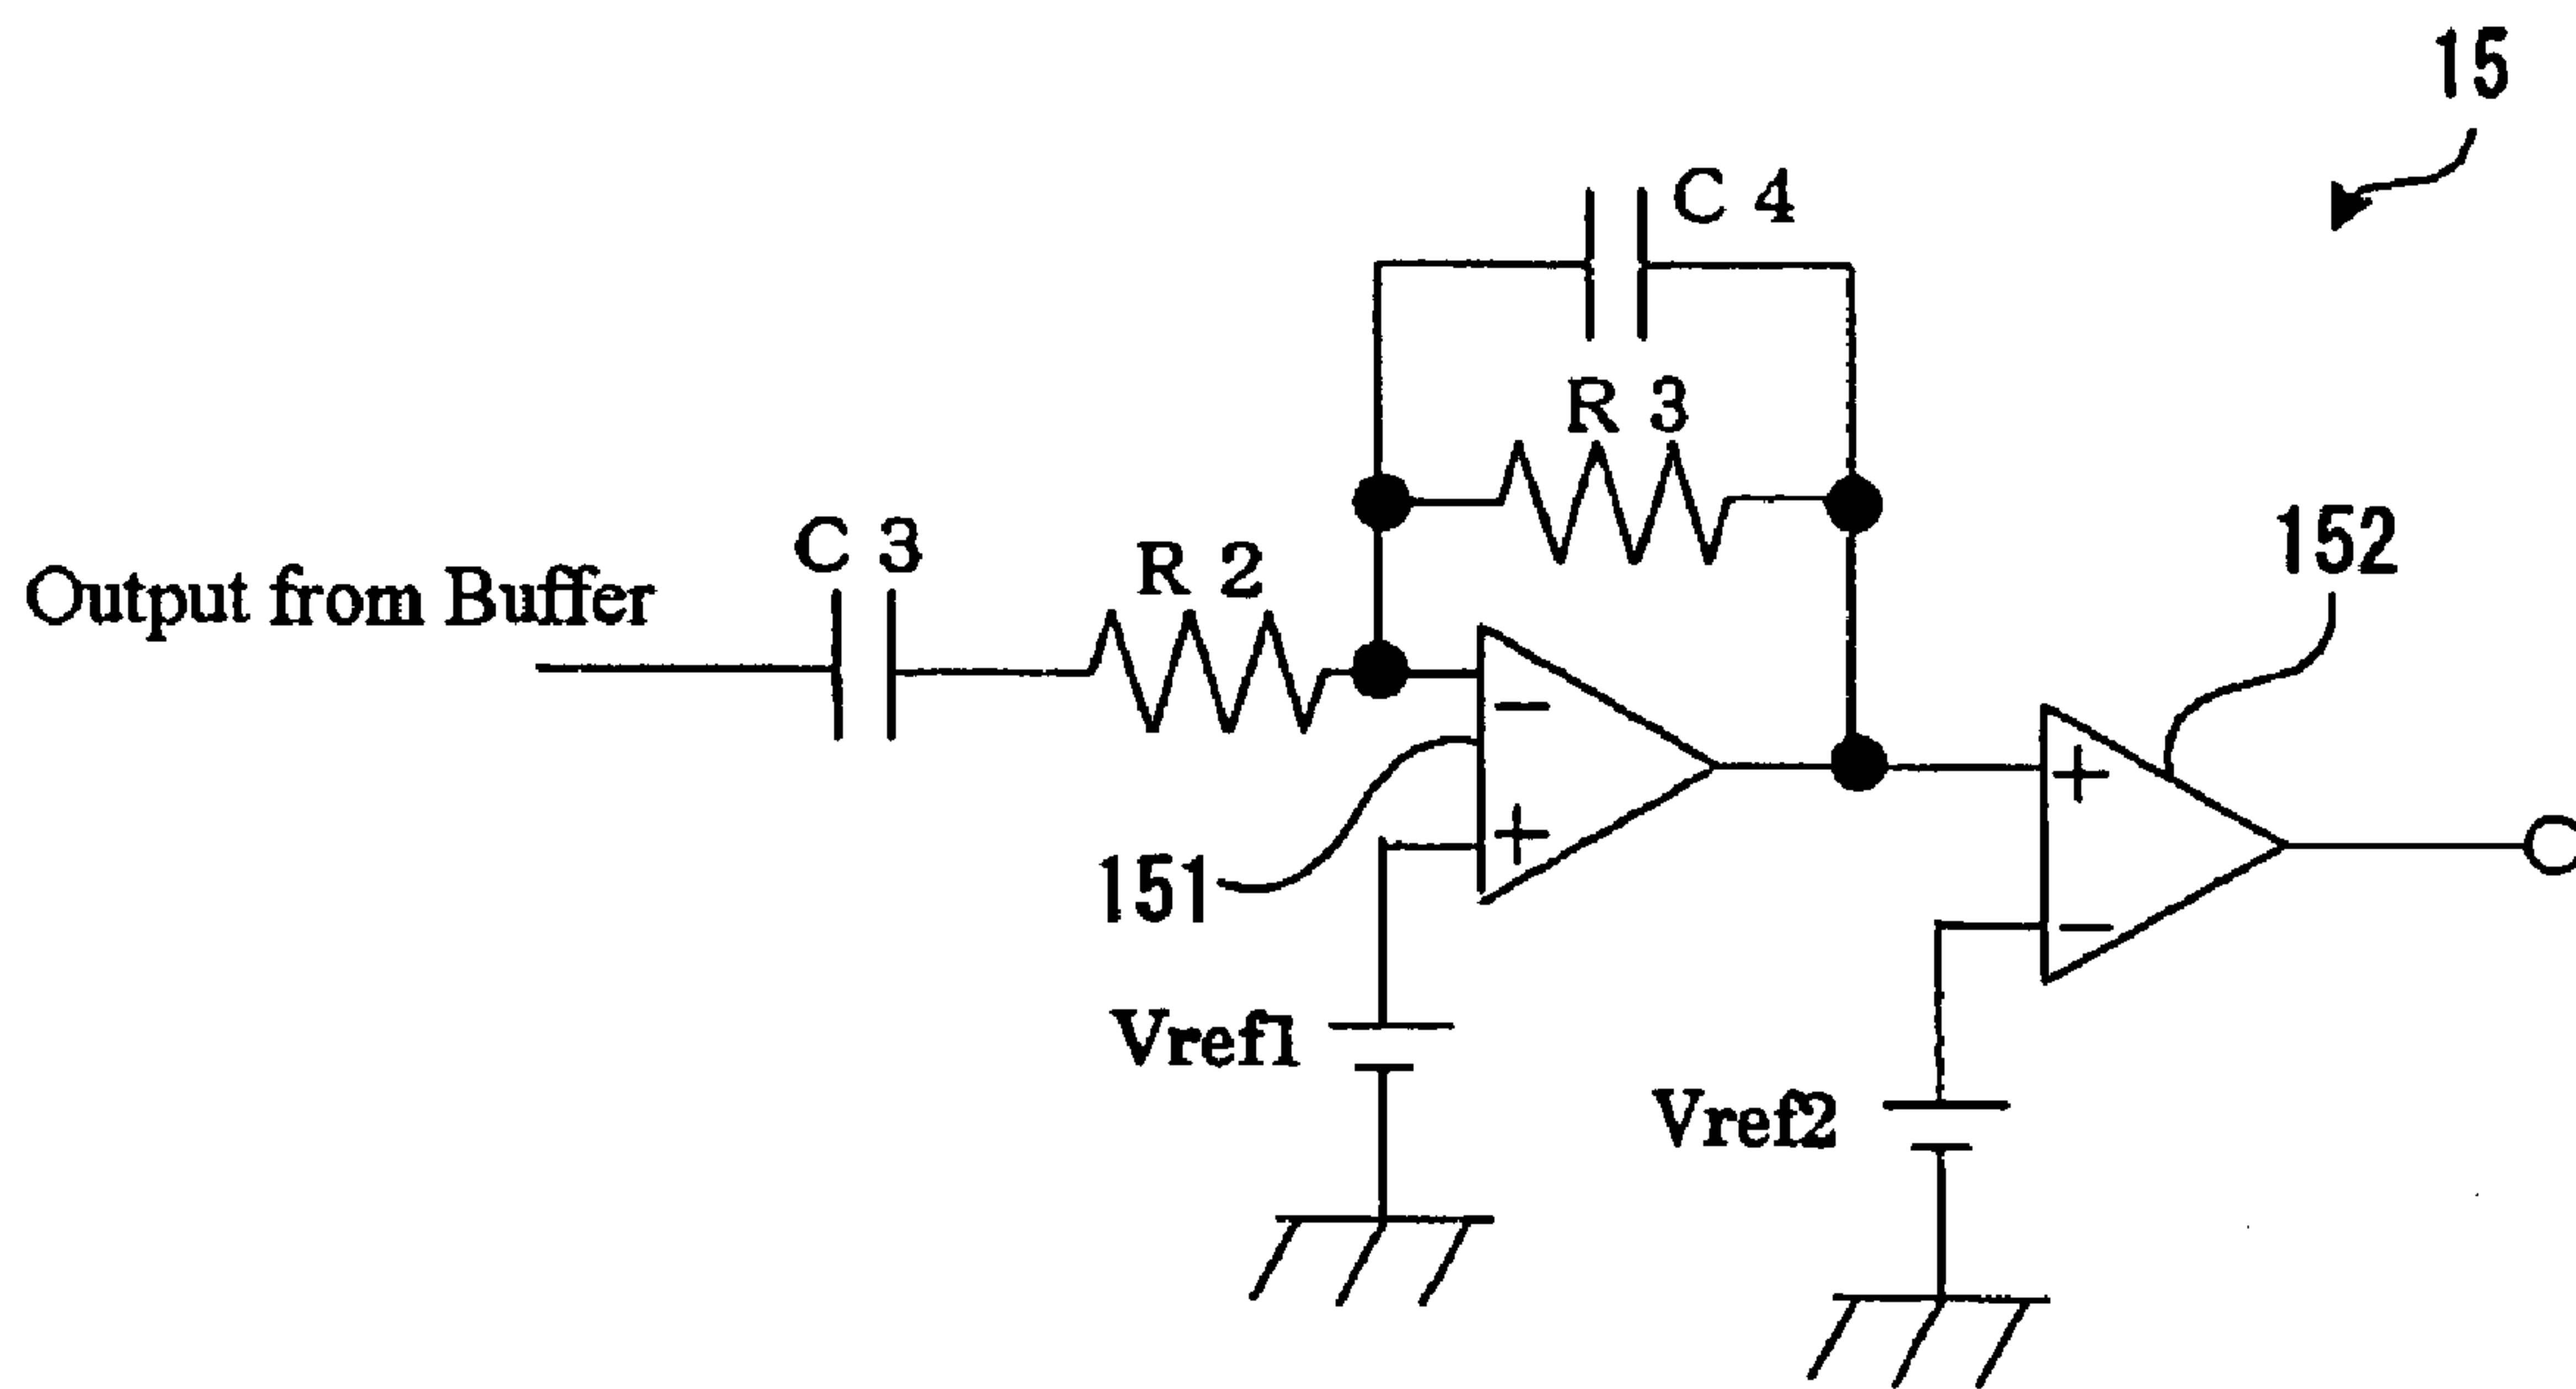 15
C 4
R 3
C 3
R 2
152
Output from Buffer
−
+
151
+
−
Vref1
Vref2